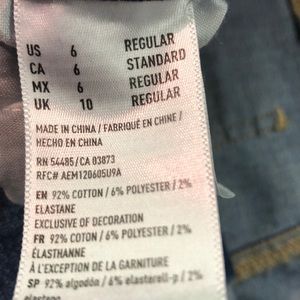 US 6 REGULAR
CA 6 STANDARD
MX 6 REGULAR
UK 10 REGULAR
MADE IN CHINA / FABRIQUÉ EN CHINE /
HECHO EN CHINA
RN 54485 / CA 03873
RFC# AEM120605U9A
EN 92% COTTON / 6% POLYESTER / 2%
ELASTANE
EXCLUSIVE OF DECORATION
FR 92% COTON / 6% POLYESTER / 2%
ÉLASTHANNE
À L'EXCEPTION DE LA GARNITURE
SP 92% algodón / 6% elasterell-p / 2%
elastano